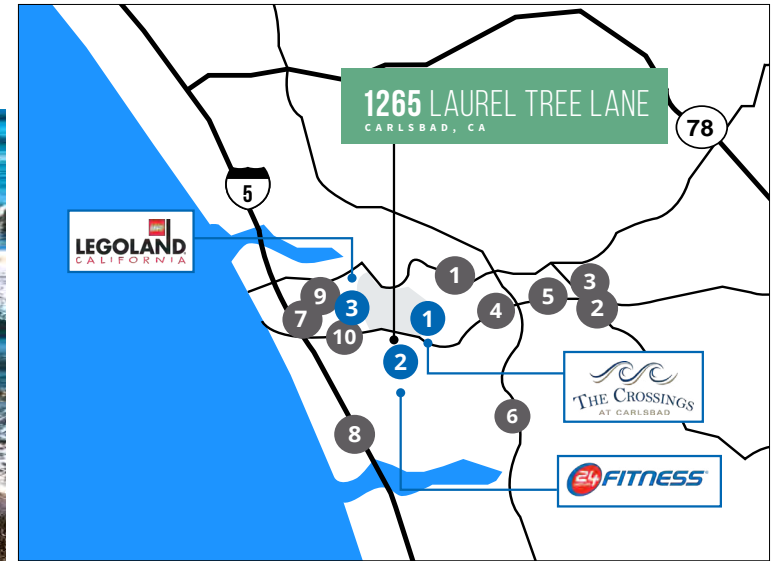 1265 LAUREL TREE LANE
CARLSBAD, CA
78
5
LEGOLAND
CALIFORNIA
1
3
9
3
5
2
7
1
4
10
2
THE CROSSINGS
AT CARLSBAD
6
8
24
FITNESS